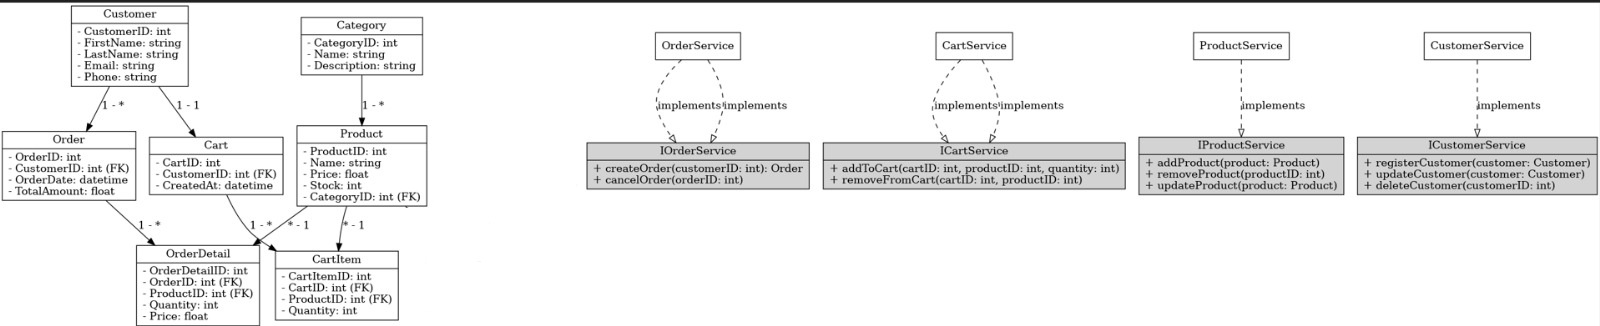 Customer
- CustomerID: int
- FirstName: string
- LastName: string
- Email: string
- Phone: string
Category
- CategoryID: int
- Name: string
- Description: string
1 - *
1 - 1
1 - *
Order
- OrderID: int
- CustomerID: int (FK)
- OrderDate: datetime
- TotalAmount: float
Cart
- CartID: int
- CustomerID: int (FK)
- CreatedAt: datetime
Product
- ProductID: int
- Name: string
- Price: float
- Stock: int
- CategoryID: int (FK)
1 - *
1 - *
* - 1
* - 1
OrderDetail
- OrderDetailID: int
- OrderID: int (FK)
- ProductID: int (FK)
- Quantity: int
- Price: float
CartItem
- CartItemID: int
- CartID: int (FK)
- ProductID: int (FK)
- Quantity: int
OrderService
implements
implements
IOrderService
+ createOrder(customerID: int): Order
+ cancelOrder(orderID: int)
CartService
implements
implements
ICartService
+ addToCart(cartID: int, productID: int, quantity: int)
+ removeFromCart(cartID: int, productID: int)
ProductService
implements
IProductService
+ addProduct(product: Product)
+ removeProduct(productID: int)
+ updateProduct(product: Product)
CustomerService
implements
ICustomerService
+ registerCustomer(customer: Customer)
+ updateCustomer(customer: Customer)
+ deleteCustomer(customerID: int)